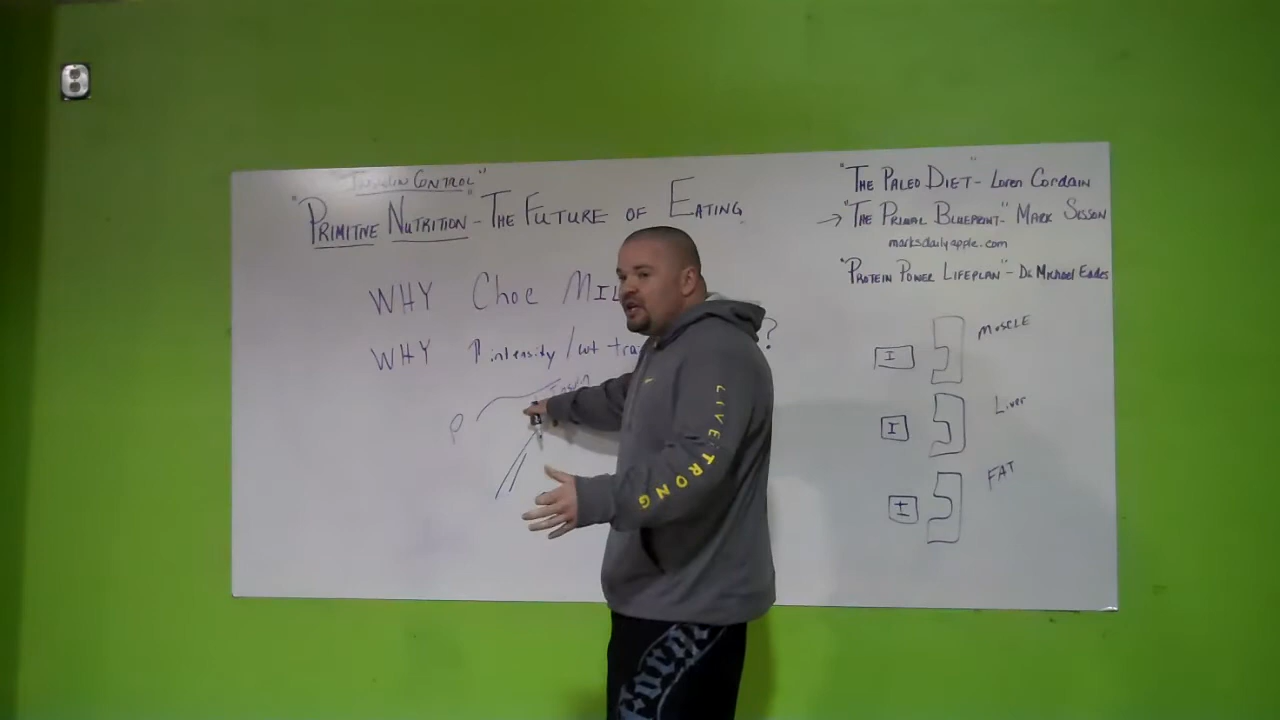 "INSULIN CONTROL"
"PRIMITIVE NUTRITION" - THE FUTURE OF EATING
WHY Choc MIL
WHY ↑ intensity / wt tra ?
P
"THE PALEO DIET" - Loren Cordain
→ "THE PRIMAL BLUEPRINT" - MARK SISSON
marksdailyapple.com
"PROTEIN POWER LIFEPLAN" - DR. MICHAEL EADES
I MUSCLE
I Liver
I FAT
LIVESTRONG